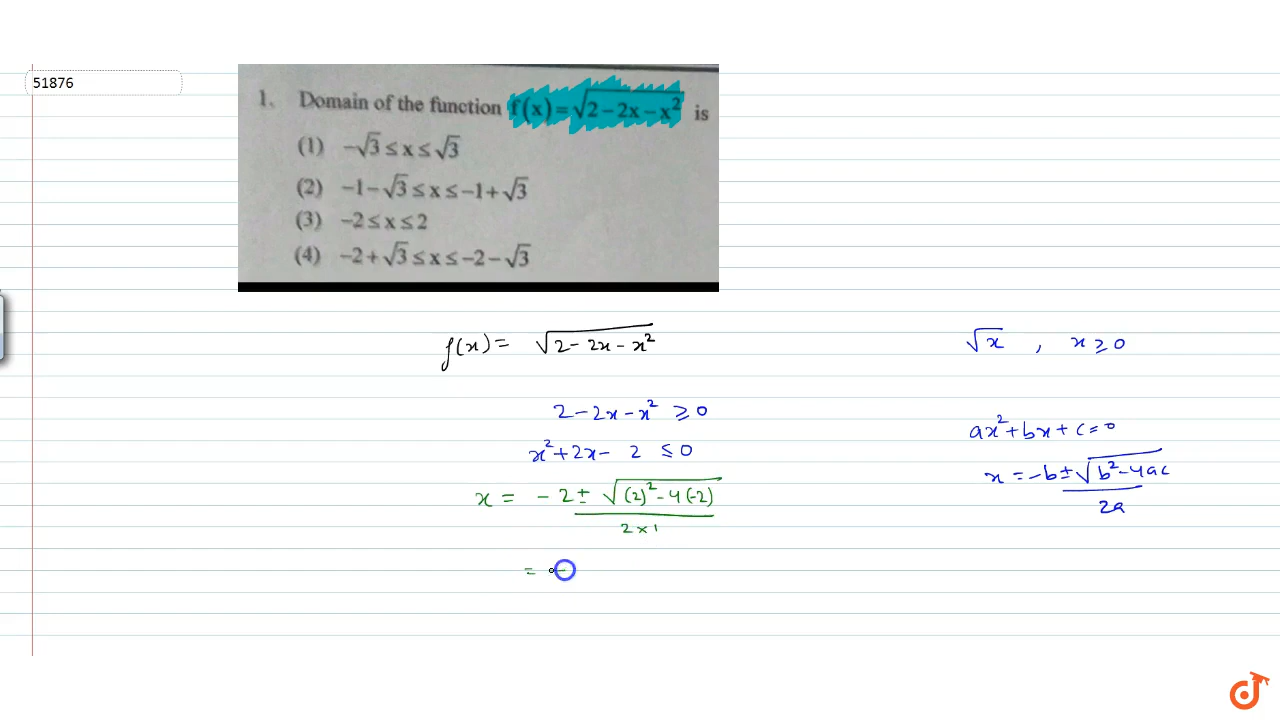 51876
1. Domain of the function f(x) = √(2 − 2x − x²) is
(1) −√3 ≤ x ≤ √3
(2) −1 − √3 ≤ x ≤ −1 + √3
(3) −2 ≤ x ≤ 2
(4) −2 + √3 ≤ x ≤ −2 − √3
f(x) = √(2 − 2x − x²)
√x , x ≥ 0
2 − 2x − x² ≥ 0
ax² + bx + c = 0
x² + 2x − 2 ≤ 0
x = −b ± √(b² − 4ac) / 2a
x = −2 ± √((2)² − 4(−2)) / 2 × 1
=